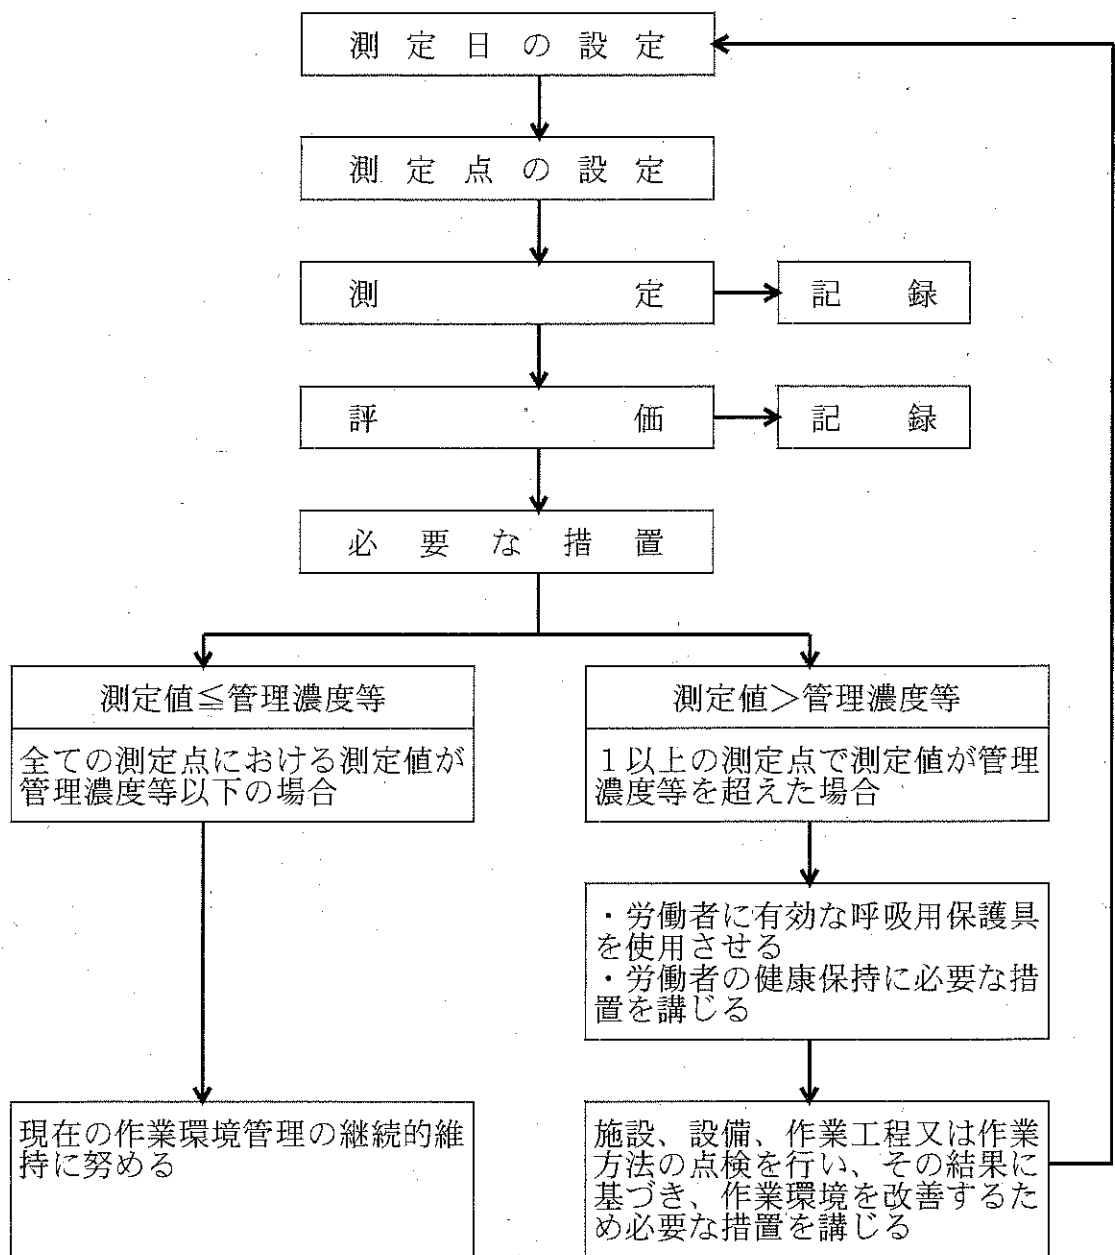 測定日の設定
測定点の設定
測定
記録
評価
記録
必要な措置
測定値≦管理濃度等
全ての測定点における測定値が
管理濃度等以下の場合
測定値＞管理濃度等
１以上の測定点で測定値が管理
濃度等を超えた場合
・労働者に有効な呼吸用保護具
を使用させる
・労働者の健康保持に必要な措
置を講じる
現在の作業環境管理の継続的維
持に努める
施設、設備、作業工程又は作業
方法の点検を行い、その結果に
基づき、作業環境を改善するた
め必要な措置を講じる